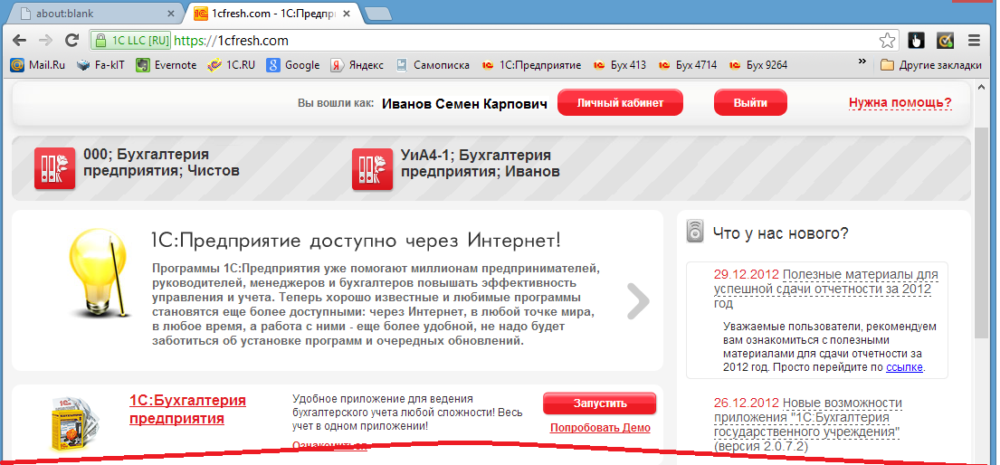 about:blank
1cfresh.com - 1С:Предпри
1C LLC [RU] https://1cfresh.com
Mail.Ru Fa-kIT Evernote 1C.RU Google Яндекс Самописка 1С:Предприятие Бух 413 Бух 4714 Бух 9264 » Другие закладки
Вы вошли как: Иванов Семен Карпович Личный кабинет Выйти Нужна помощь?
000; Бухгалтерия
предприятия; Чистов
УиА4-1; Бухгалтерия
предприятия; Иванов
1С:Предприятие доступно через Интернет!
Программы 1С:Предприятия уже помогают миллионам предпринимателей,
руководителей, менеджеров и бухгалтеров повышать эффективность
управления и учета. Теперь хорошо известные и любимые программы
становятся еще более доступными: через Интернет, в любой точке мира,
в любое время, а работа с ними - еще более удобной, не надо будет
заботиться об установке программ и очередных обновлений.
Что у нас нового?
29.12.2012 Полезные материалы для
успешной сдачи отчетности за 2012
год
Уважаемые пользователи, рекомендуем
вам ознакомиться с полезными
материалами для сдачи отчетности за
2012 год. Просто перейдите по ссылке.
26.12.2012 Новые возможности
приложения "1С:Бухгалтерия
государственного учреждения"
(версия 2.0.7.2)
1С:Бухгалтерия
предприятия
Удобное приложение для ведения
бухгалтерского учета любой сложности! Весь
учет в одном приложении!
Ознакомиться
Запустить
Попробовать Демо